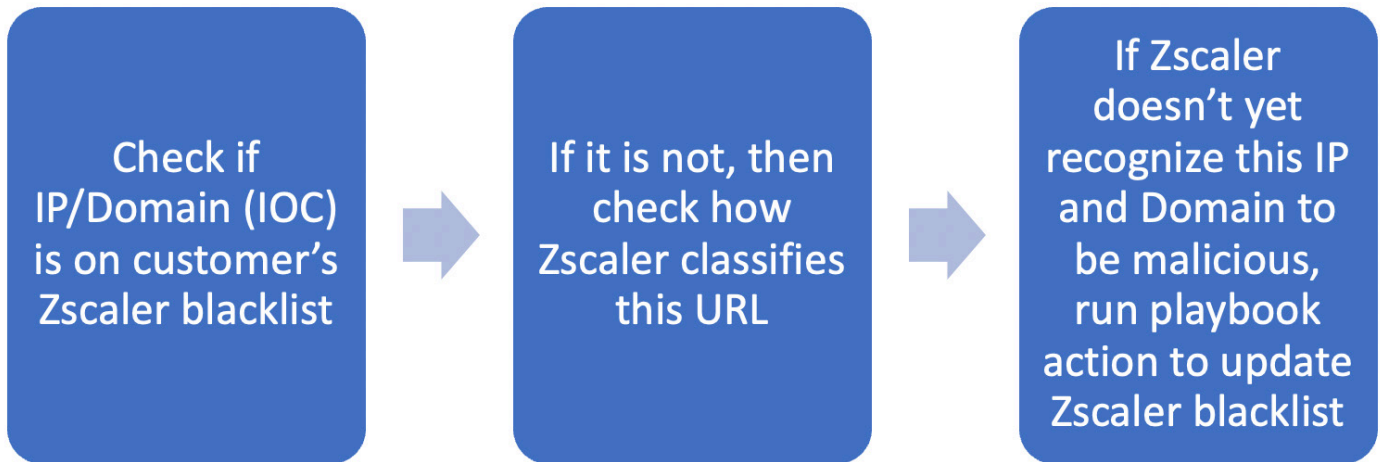 Check if
IP/Domain (IOC)
is on customer’s
Zscaler blacklist
If it is not, then
check how
Zscaler classifies
this URL
If Zscaler
doesn’t yet
recognize this IP
and Domain to
be malicious,
run playbook
action to update
Zscaler blacklist